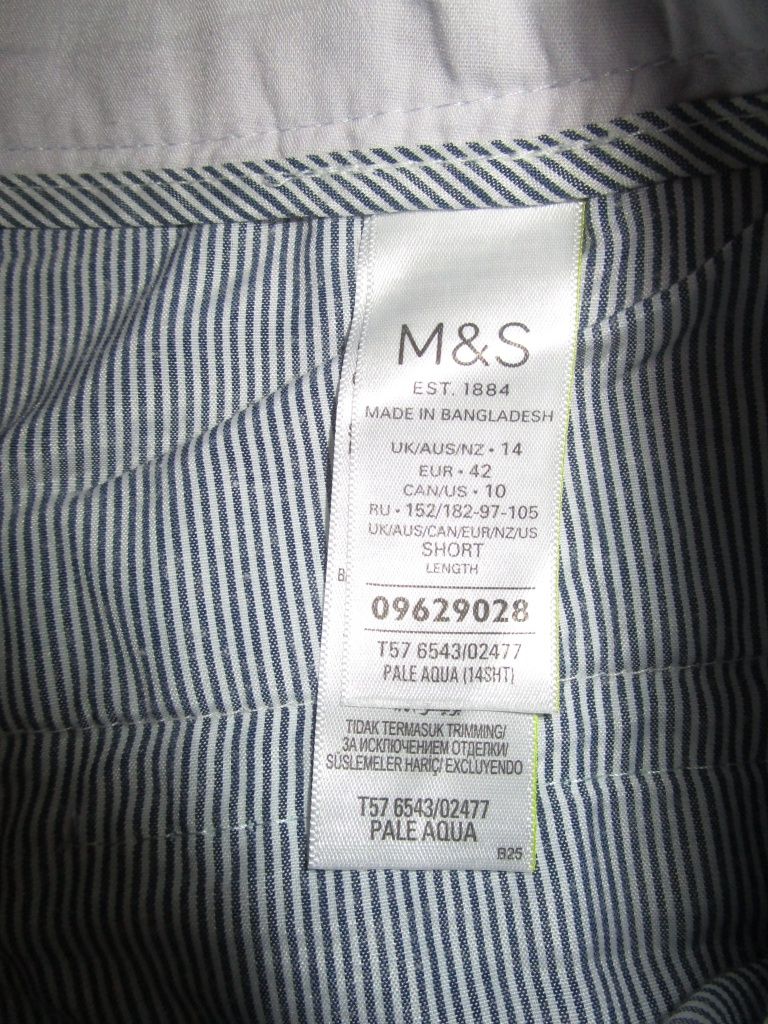 M&S
EST. 1884
MADE IN BANGLADESH
UK/AUS/NZ • 14
EUR • 42
CAN/US • 10
RU • 152/182-97-105
UK/AUS/CAN/EUR/NZ/US
SHORT
LENGTH
09629028
T57 6543/02477
PALE AQUA (14SHT)
TIDAK TERMASUK TRIMMING/
ЗА ИСКЛЮЧЕНИЕМ ОТДЕЛКИ/
SÜSLEMELER HARİÇ/ EXCLUYENDO
T57 6543/02477
PALE AQUA
B25